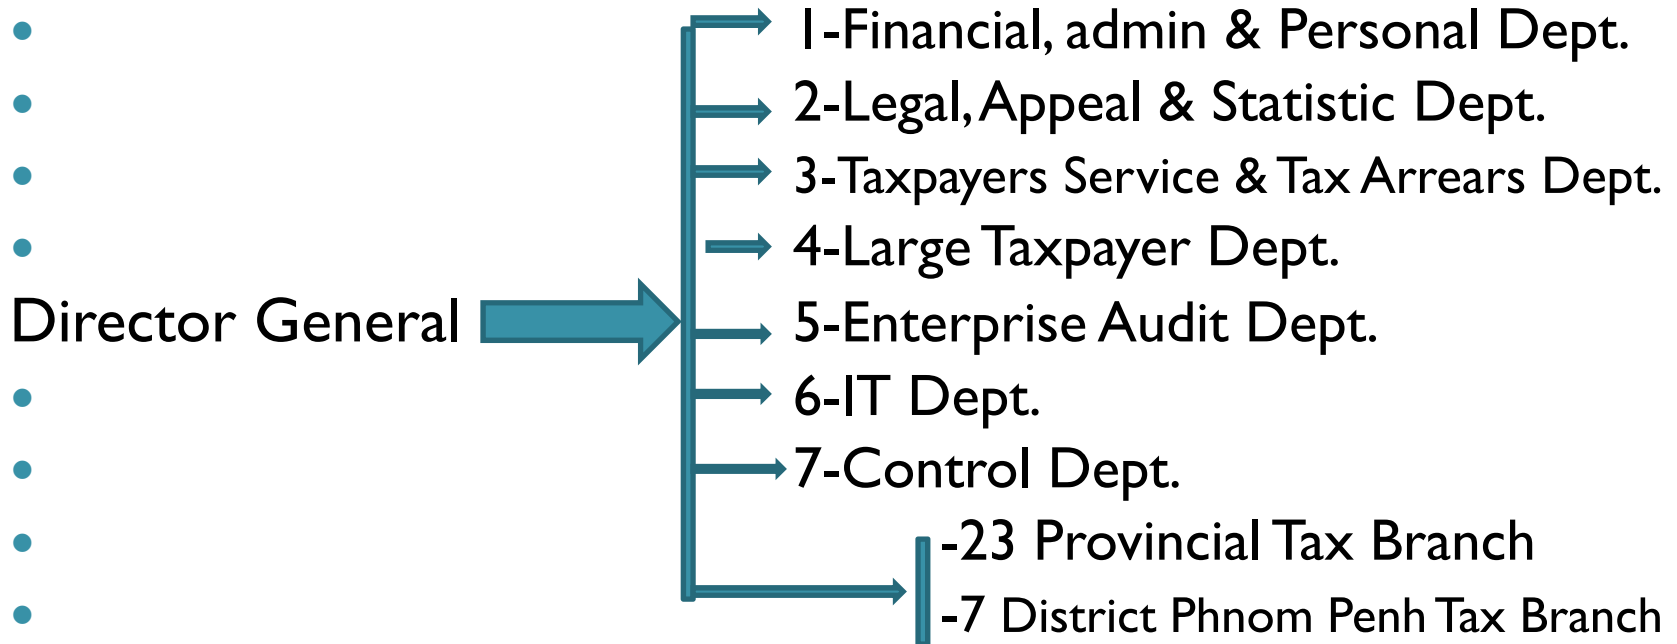 1-Financial, admin & Personal Dept.
2-Legal, Appeal & Statistic Dept.
3-Taxpayers Service & Tax Arrears Dept.
4-Large Taxpayer Dept.
Director General
5-Enterprise Audit Dept.
6-IT Dept.
7-Control Dept.
-23 Provincial Tax Branch
-7 District Phnom Penh Tax Branch